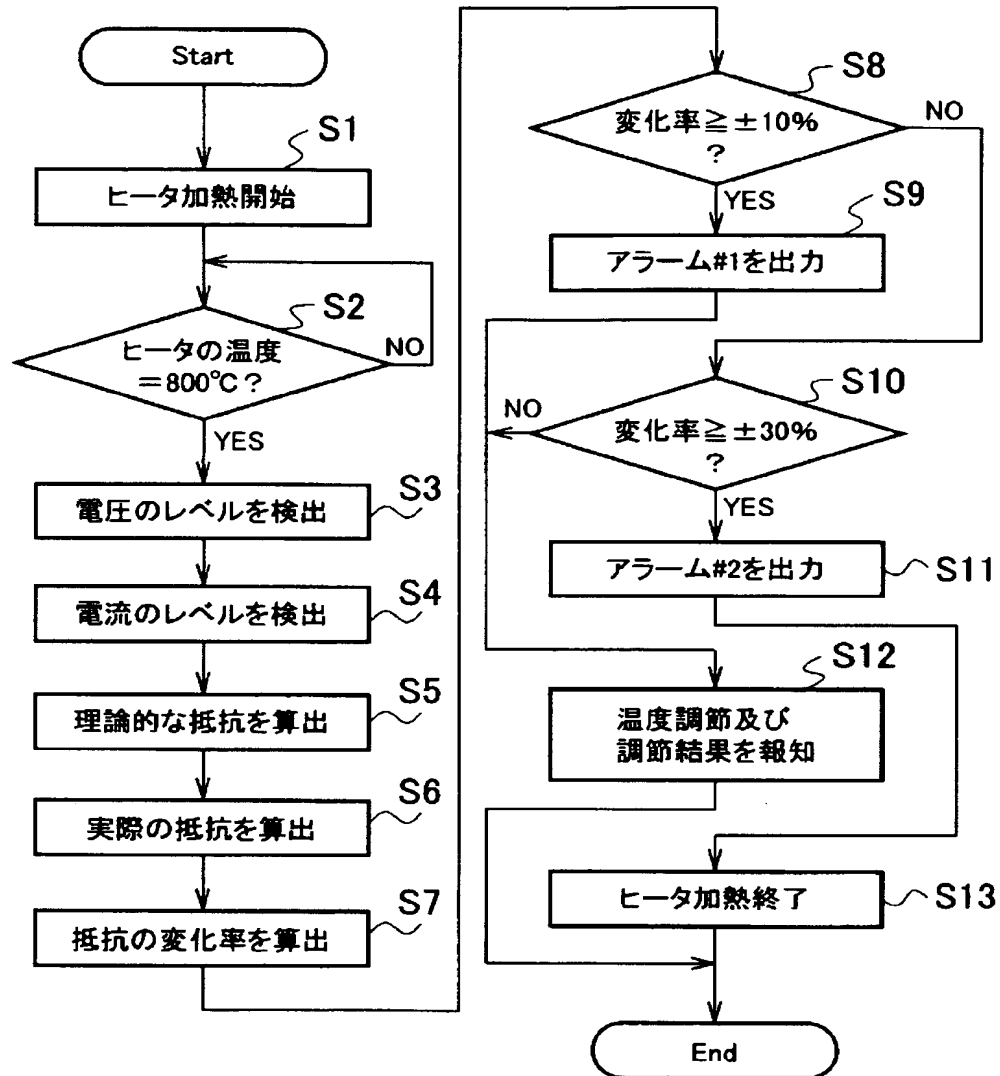 Start
S1
ヒータ加熱開始
S2
ヒータの温度
=800℃?
NO
YES
S3
電圧のレベルを検出
S4
電流のレベルを検出
S5
理論的な抵抗を算出
S6
実際の抵抗を算出
S7
抵抗の変化率を算出
S8
変化率≧±10%
?
NO
YES
S9
アラーム#1を出力
S10
変化率≧±30%
?
NO
YES
アラーム#2を出力
S11
S12
温度調節及び
調節結果を報知
ヒータ加熱終了
S13
End